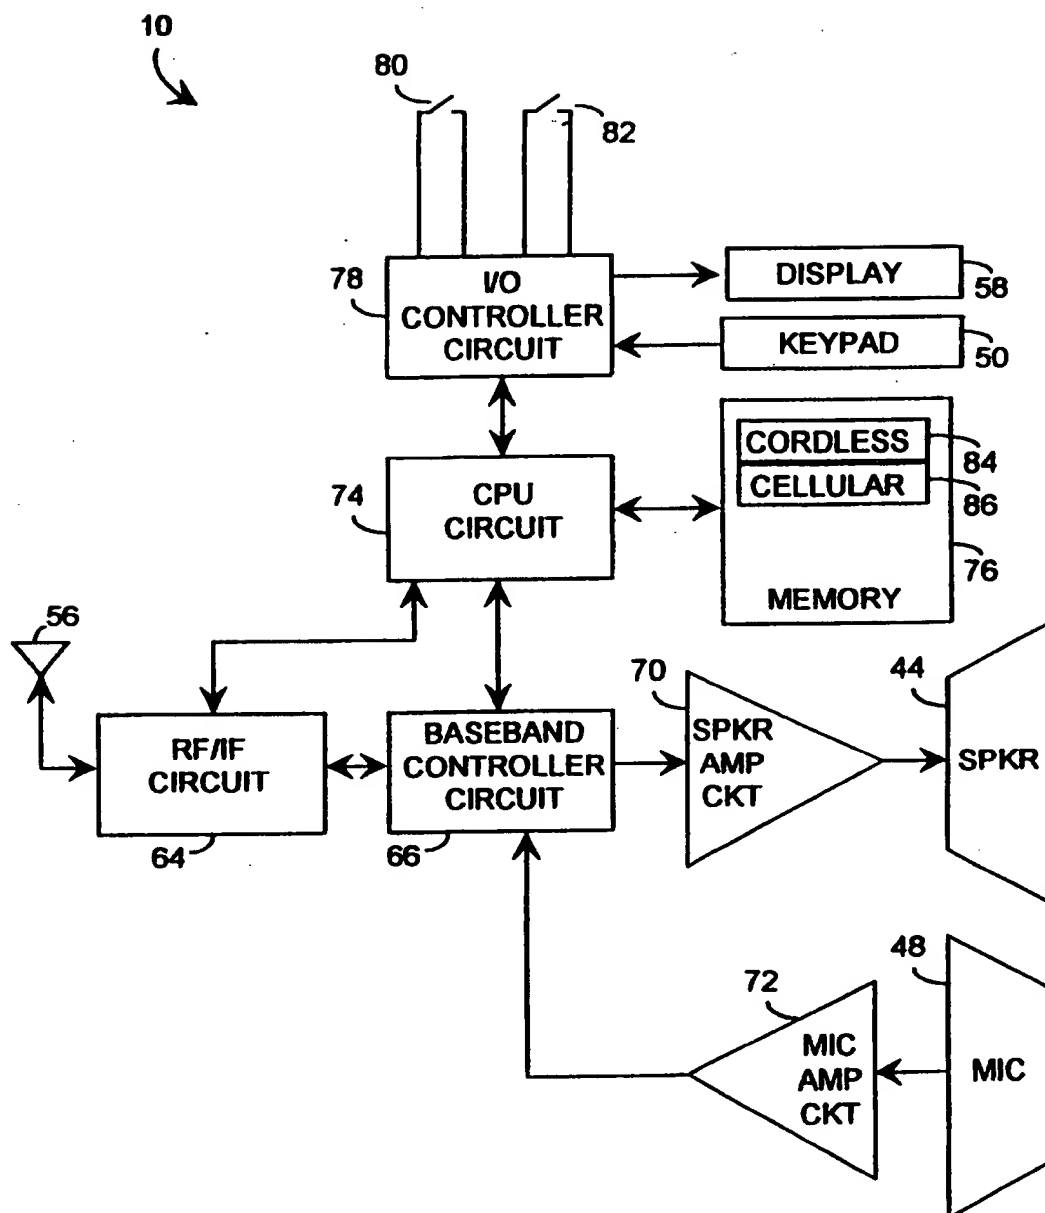 10
80
82
78
I/O
CONTROLLER
CIRCUIT
DISPLAY
58
KEYPAD
50
74
CPU
CIRCUIT
CORDLESS
84
CELLULAR
86
76
MEMORY
56
RF/IF
CIRCUIT
64
BASEBAND
CONTROLLER
CIRCUIT
66
70
SPKR
AMP
CKT
44
SPKR
72
MIC
AMP
CKT
48
MIC